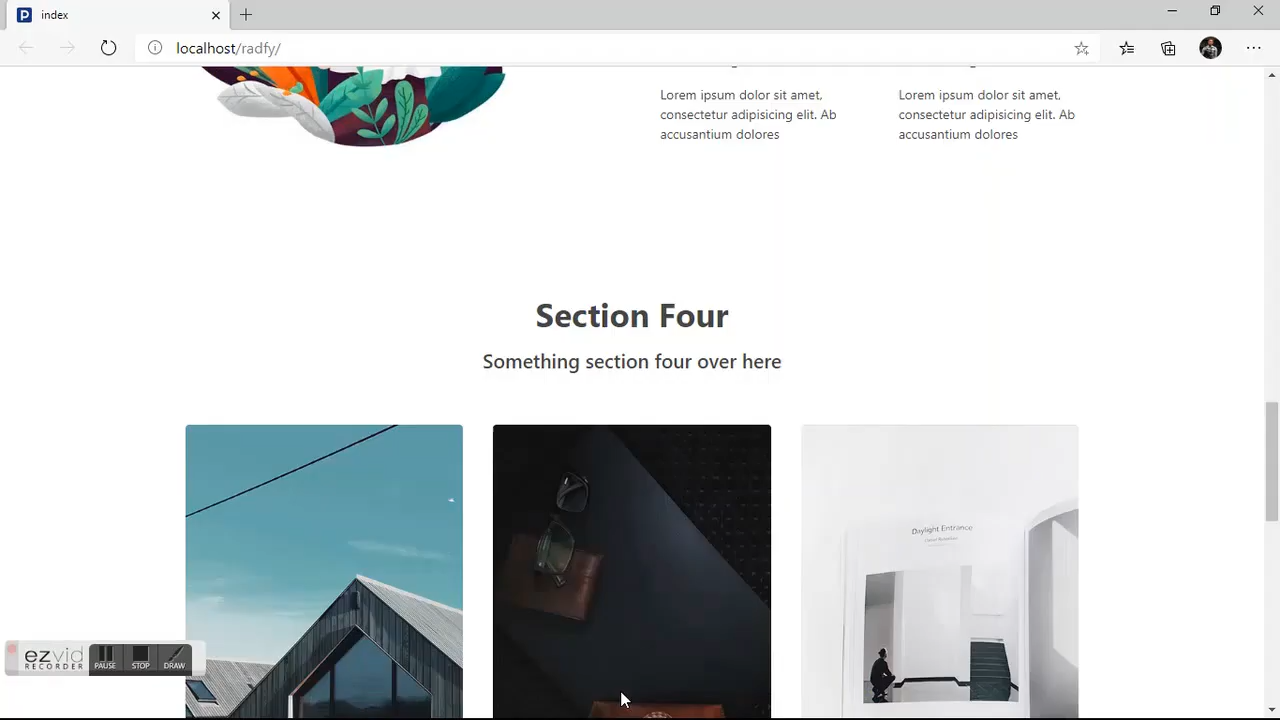 index
localhost/radfy/
Lorem ipsum dolor sit amet,
consectetur adipisicing elit. Ab
accusantium dolores
Lorem ipsum dolor sit amet,
consectetur adipisicing elit. Ab
accusantium dolores
Section Four
Something section four over here
Daylight Entrance
ezvid
RECORDER
PAUSE
STOP
DRAW